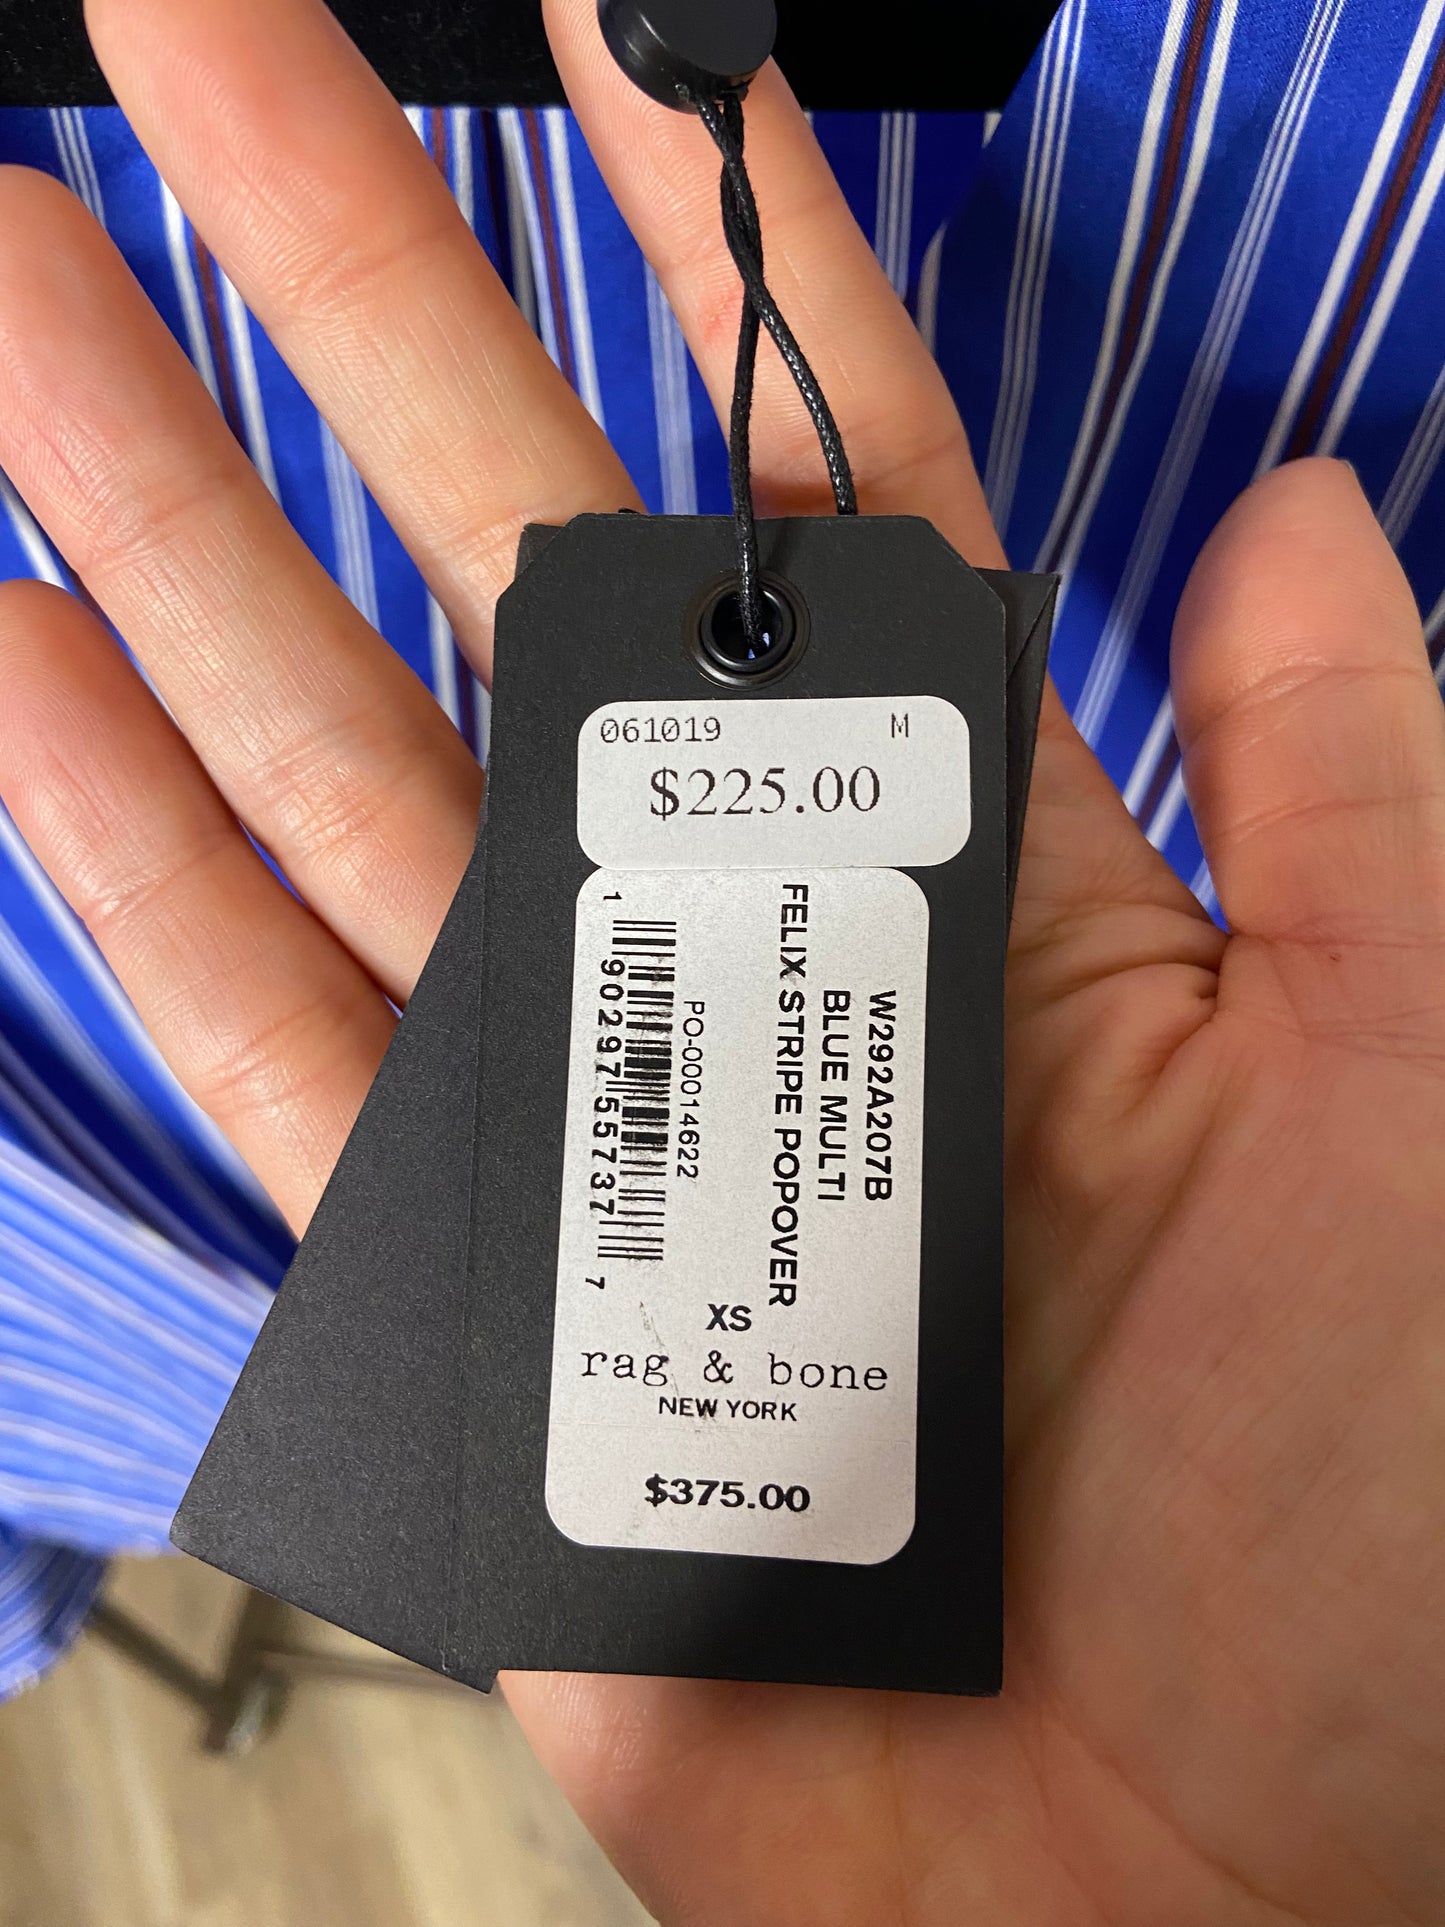 061019 M
$225.00
W292A207B
BLUE MULTI
FELIX STRIPE POPOVER
PO-00014622
1 90297 55737 7
XS
rag & bone
NEW YORK
$375.00